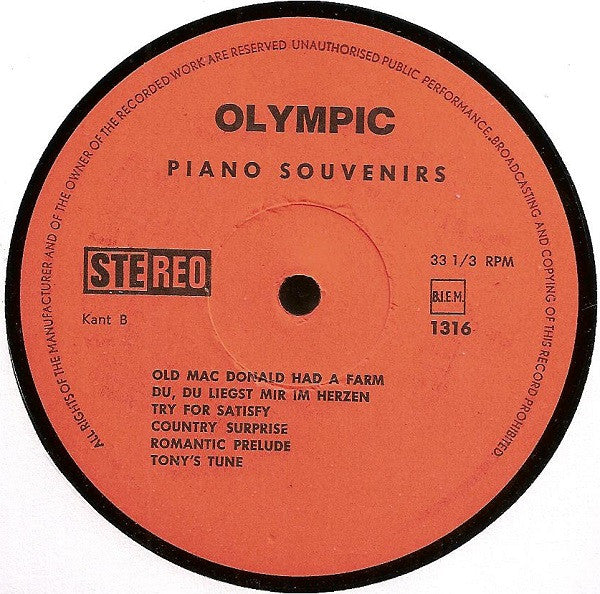 ALL RIGHTS OF THE MANUFACTURER AND OF THE OWNER OF THE RECORDED WORK ARE RESERVED UNAUTHORISED PUBLIC PERFORMANCE, BROADCASTING AND COPYING OF THIS RECORD PROHIBITED.
OLYMPIC
PIANO SOUVENIRS
STEREO
33 1/3 RPM
Kant B
B.I.E.M.
1316
OLD MAC DONALD HAD A FARM
DU, DU LIEGST MIR IM HERZEN
TRY FOR SATISFY
COUNTRY SURPRISE
ROMANTIC PRELUDE
TONY'S TUNE